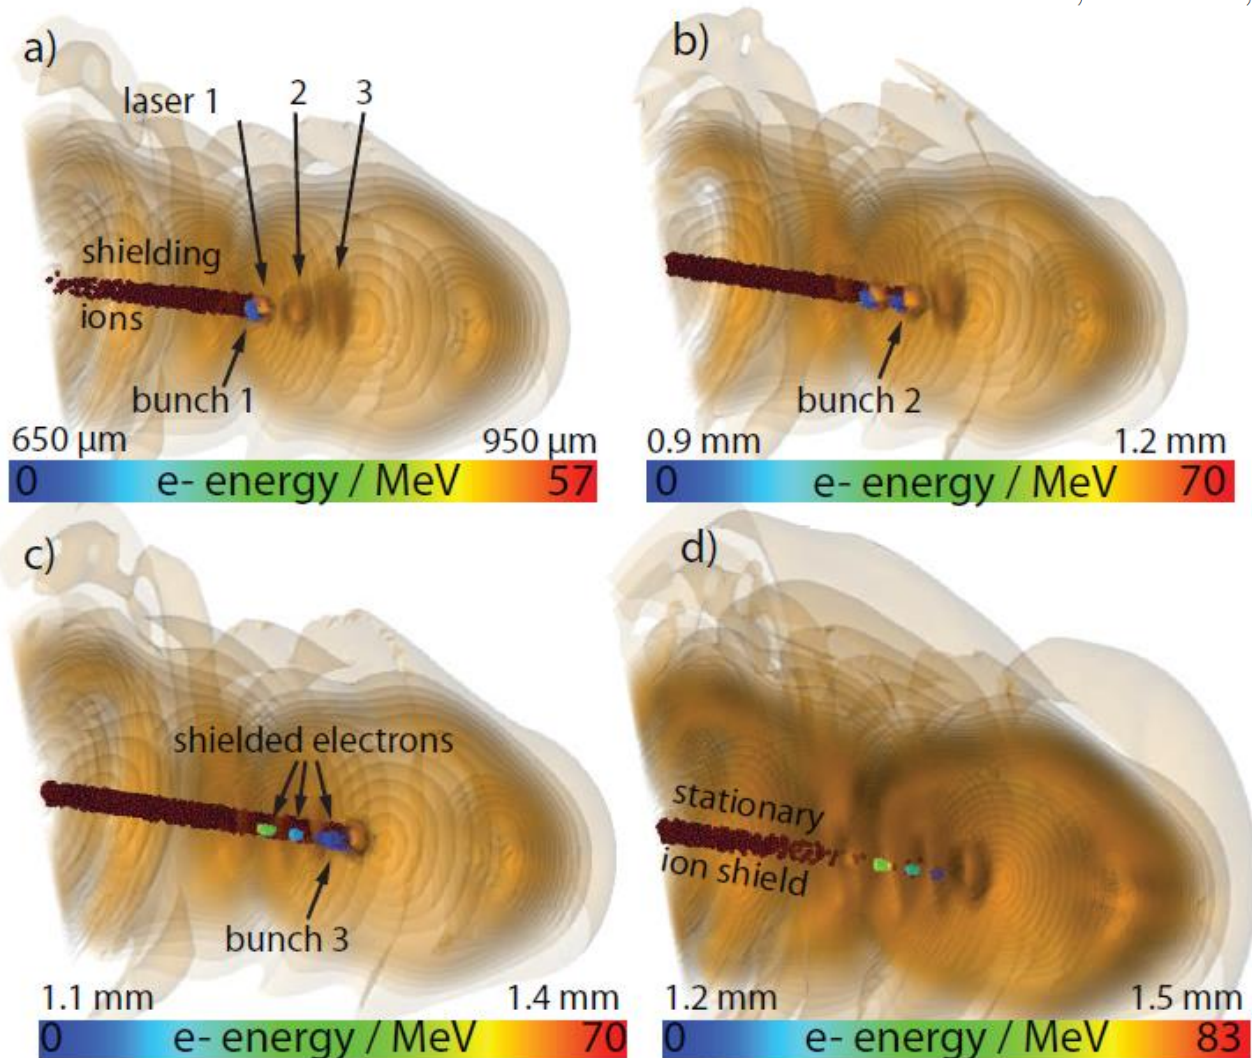 a)
laser 1
2
3
shielding
ions
bunch 1
650 µm
950 µm
0
e- energy / MeV
57
b)
bunch 2
0.9 mm
1.2 mm
0
e- energy / MeV
70
c)
shielded electrons
bunch 3
1.1 mm
1.4 mm
0
e- energy / MeV
70
d)
stationary
ion shield
1.2 mm
1.5 mm
0
e- energy / MeV
83